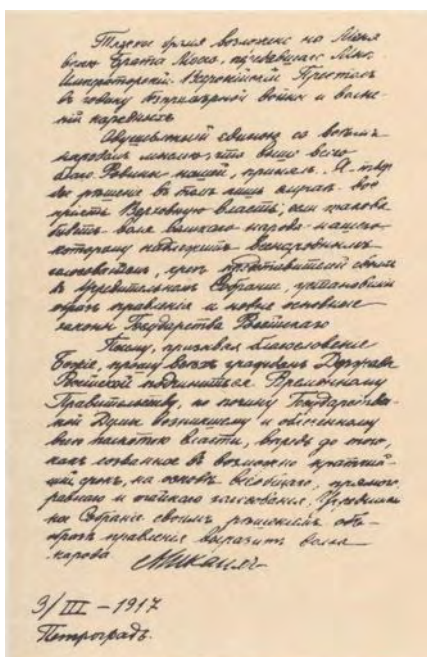 Тяжкое бремя возложено на Меня
волею Брата Моего, передавшаго Мнѣ
Императорскій Всероссійскій Престолъ
въ годину безпримѣрной войны и волне-
ній народныхъ.
Одушевленный единою со всѣмъ
народомъ мыслію, что выше всего
благо Родины нашей, принялъ Я твер-
дое рѣшеніе въ томъ лишь случаѣ вос-
пріять Верховную власть, если такова
будетъ воля великаго народа нашего,
которому надлежитъ всенароднымъ
голосованіемъ, чрезъ представителей своихъ
въ Учредительномъ Собраніи, установить
образъ правленія и новые основные
законы Государства Россійскаго
Посему, призывая благословеніе
Божіе, прошу всѣхъ гражданъ Державы
Россійской подчиниться Временному
Правительству, по почину Государствен-
ной Думы возникшему и облеченному
всею полнотою власти, впредь до того,
какъ созванное въ возможно кратчай-
шій срокъ, на основѣ всеобщаго, прямого,
равнаго и тайнаго голосованія, Учредитель-
ное Собраніе своимъ рѣшеніемъ объ
образѣ правленія выразитъ волю
народа.
Михаилъ
3/III – 1917
Петроградъ.